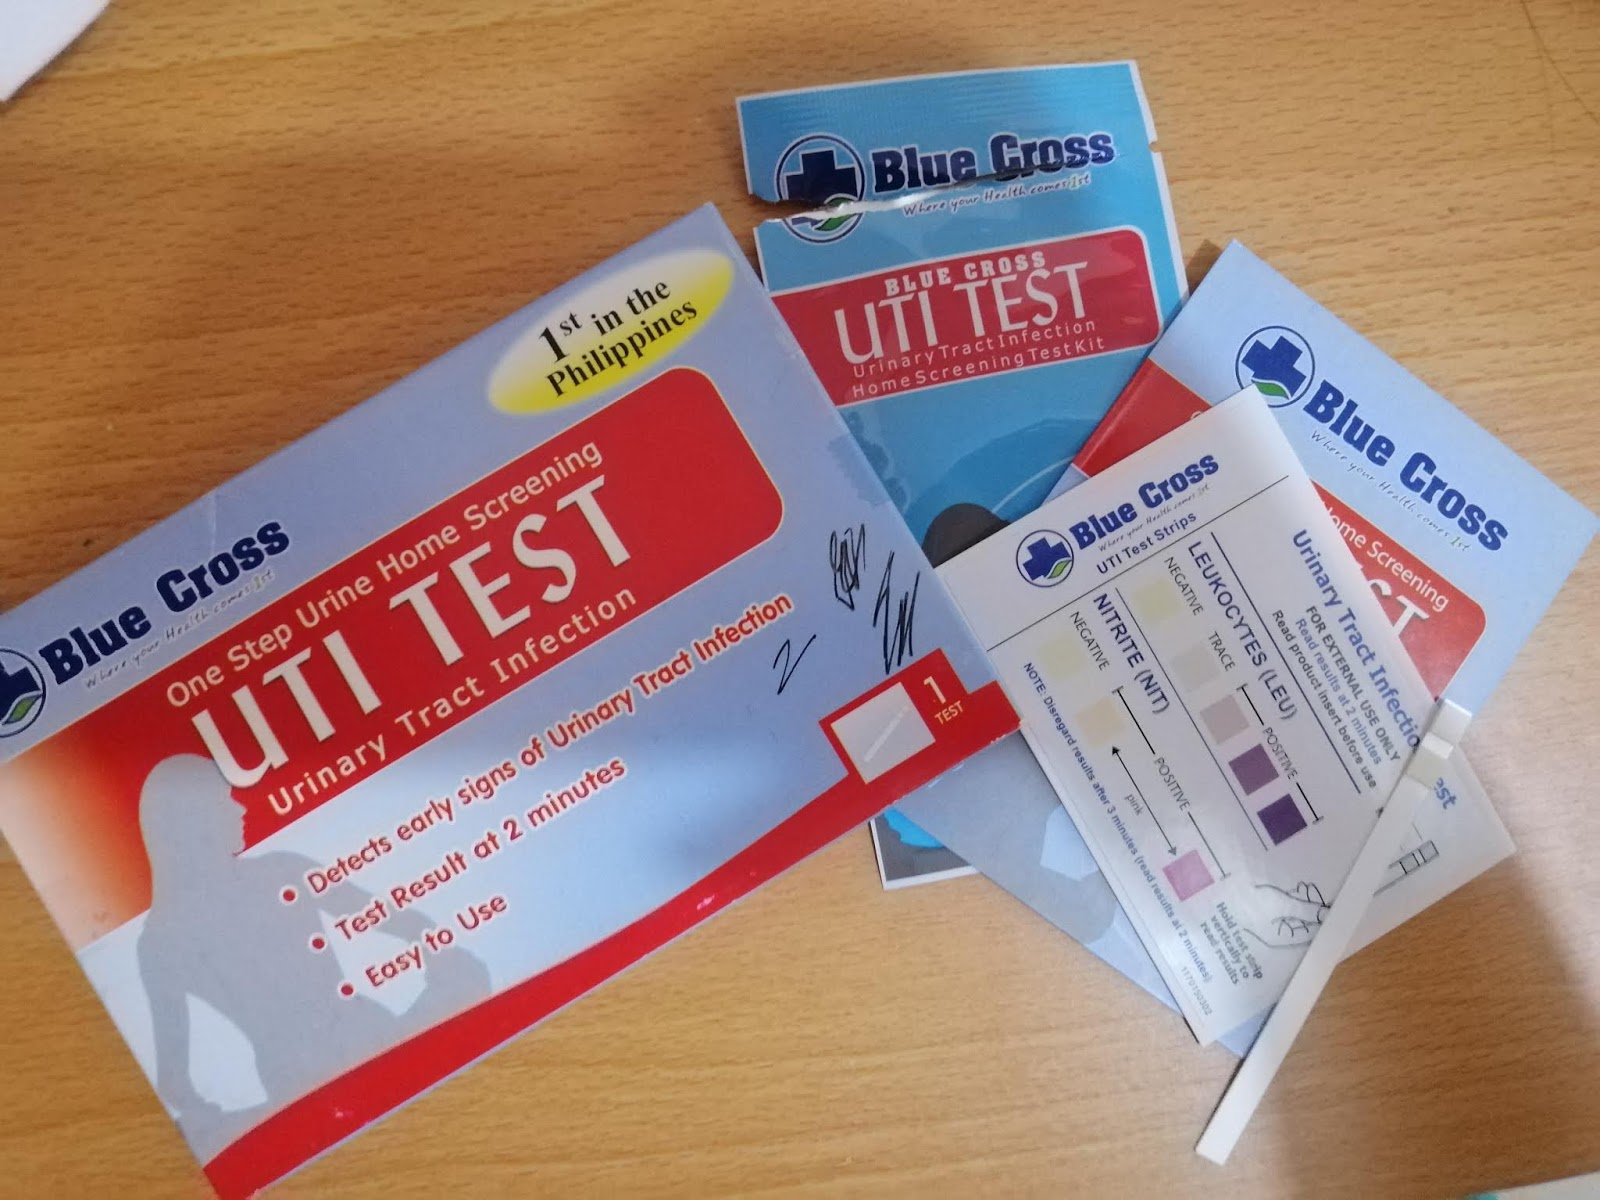 1st in the
Philippines
Blue Cross
Where your Health comes 1st
One Step Urine Home Screening
UTI TEST
Urinary Tract Infection
• Detects early signs of Urinary Tract Infection
• Test Result at 2 minutes
• Easy to Use
2
1
TEST
Blue Cross
Where your Health comes 1st
BLUE CROSS
UTI TEST
Urinary Tract Infection
Home Screening Test Kit
Blue Cross
Where your Health comes 1st
Home Screening
ST
Blue Cross
Where your Health comes 1st
UTI Test Strips
Urinary Tract Infectio
FOR EXTERNAL USE ONLY
Read results at 2 minutes
Read product insert before use
LEUKOCYTES (LEU)
NEGATIVE
TRACE
POSITIVE
NITRITE (NIT)
NEGATIVE
POSITIVE
pink
NOTE: Disregard results after 3 minutes (read results at 2 minutes)
Hold test strip
vertically to
read results
1170150302
est